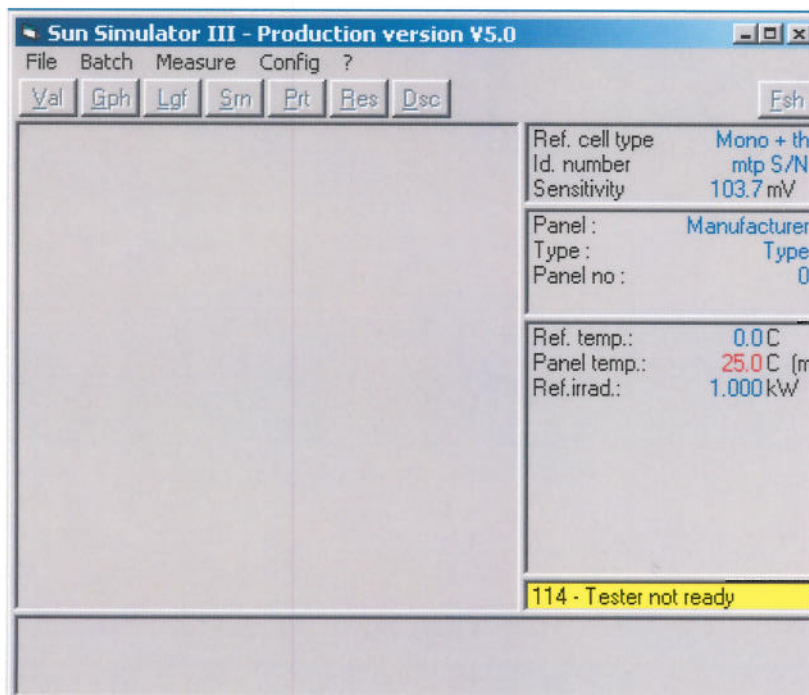 Sun Simulator III - Production version V5.0
File Batch Measure Config ?
Val Gph Lgf Srn Prt Res Dsc Fsh
Ref. cell type Mono + th
Id. number mtp S/N
Sensitivity 103.7 mV
Panel : Manufacturer
Type : Type
Panel no : 0
Ref. temp.: 0.0 C
Panel temp.: 25.0 C (m
Ref.irrad.: 1.000 kW
114 - Tester not ready